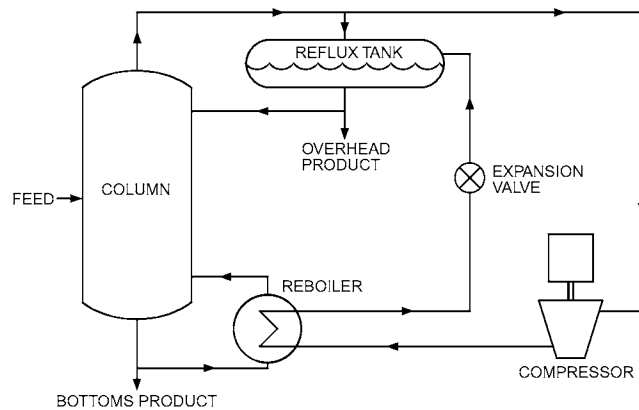 REFLUX TANK
OVERHEAD
PRODUCT
EXPANSION
VALVE
COLUMN
FEED
REBOILER
COMPRESSOR
BOTTOMS PRODUCT